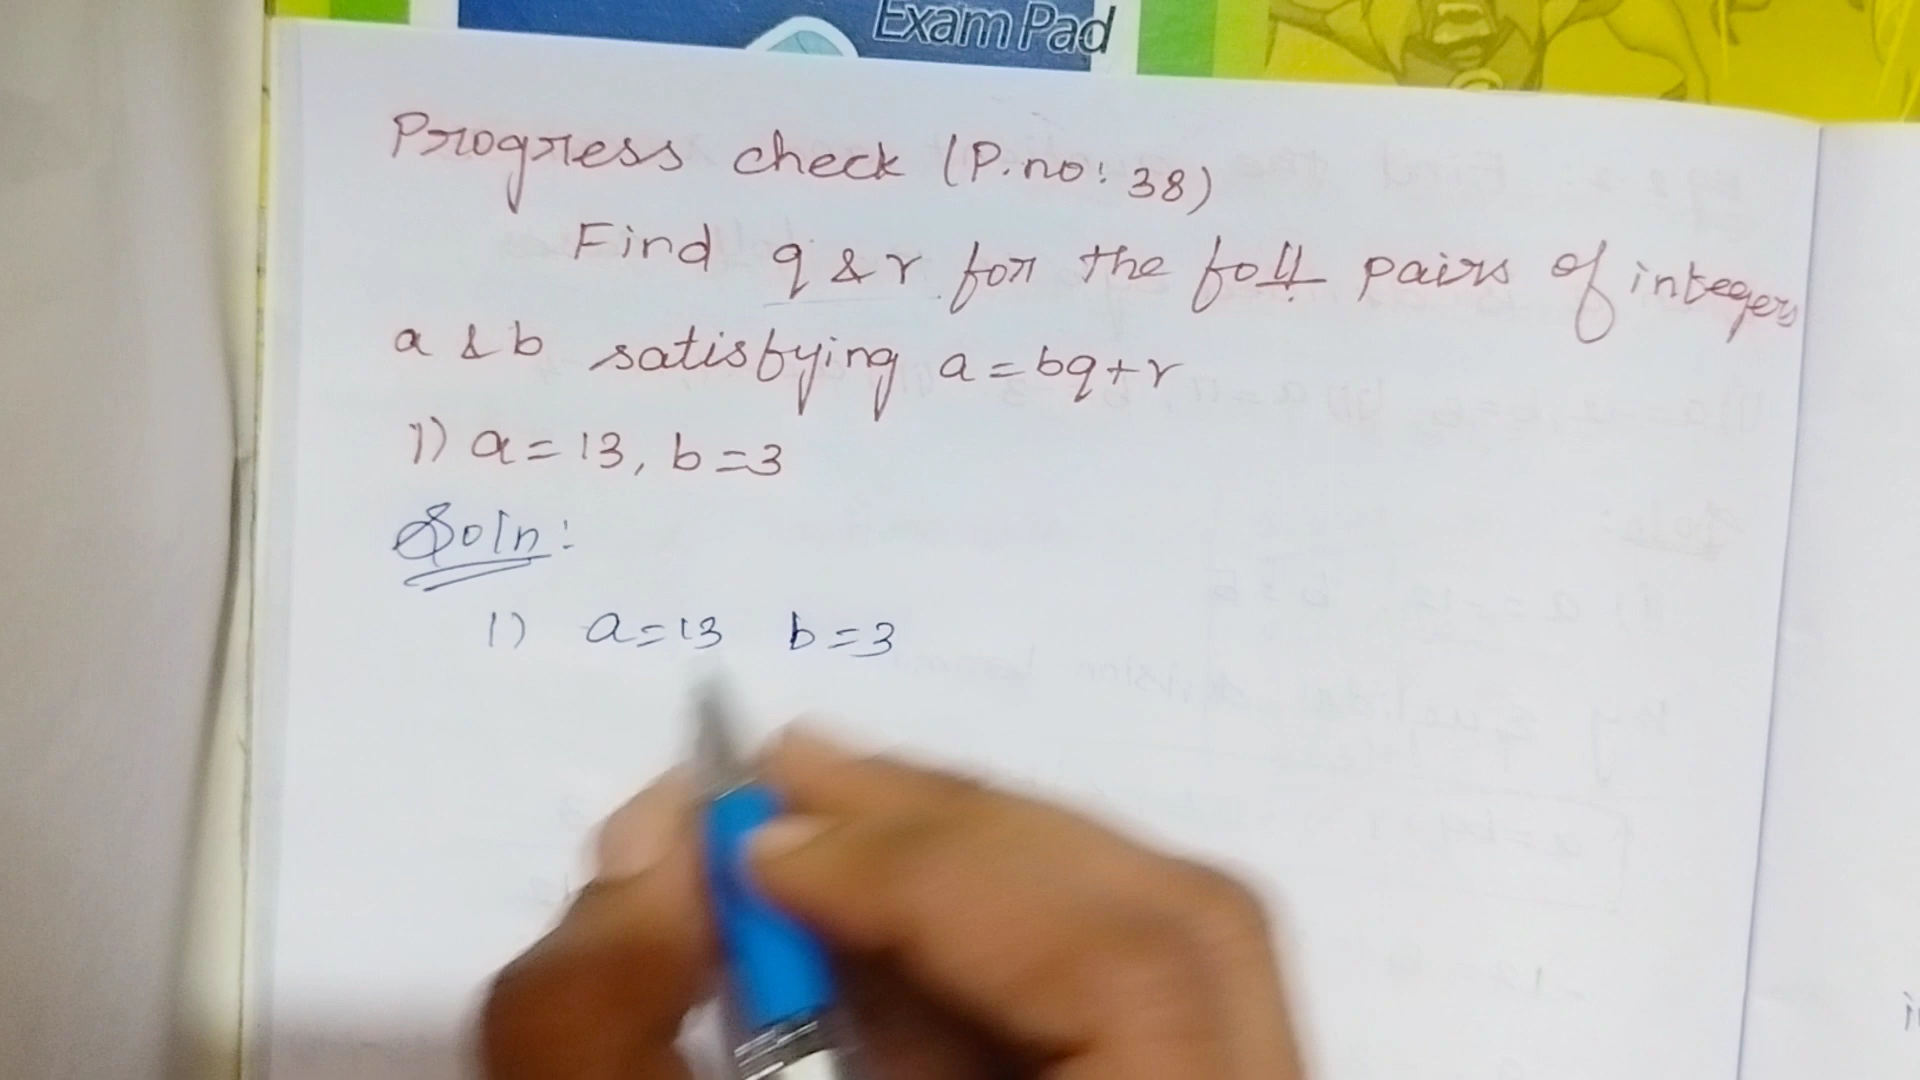 Exam Pad
Progress check (P.no: 38)
Find q & r for the foll pairs of integers
a & b satisfying a = bq + r
1) a = 13, b = 3
Soln:
1) a = 13 b = 3